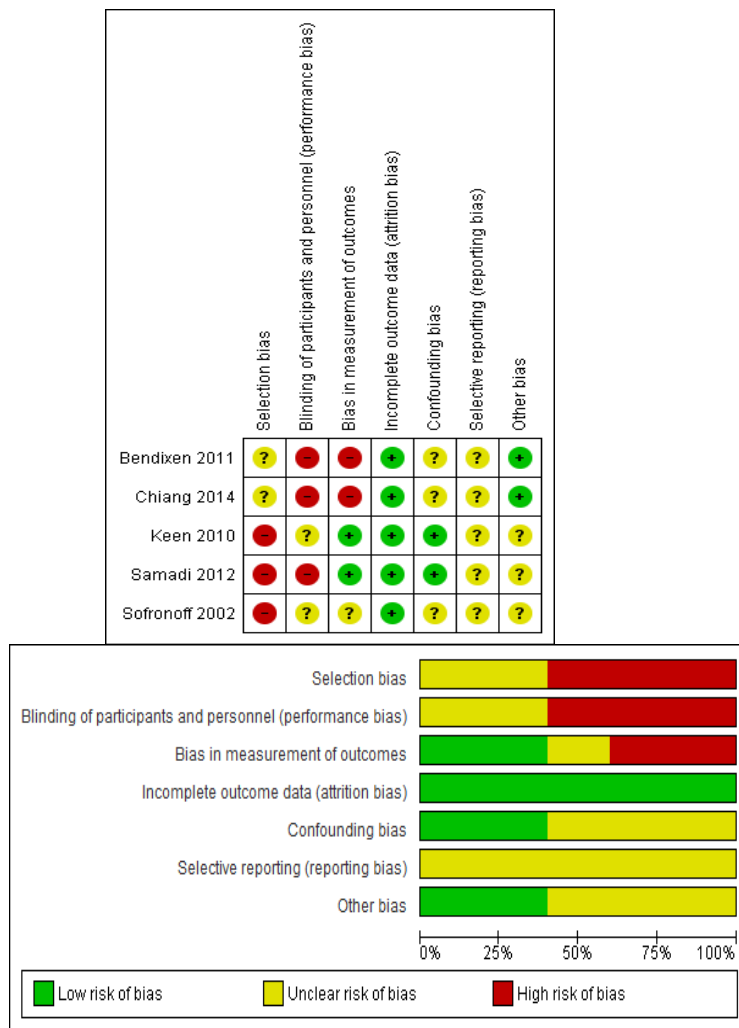 Selection bias
Blinding of participants and personnel (performance bias)
Bias in measurement of outcomes
Incomplete outcome data (attrition bias)
Confounding bias
Selective reporting (reporting bias)
Other bias
Bendixen 2011 ? - - + ? ? +
Chiang 2014 ? - - + ? ? +
Keen 2010 - ? + + + ? ?
Samadi 2012 - - + + + ? ?
Sofronoff 2002 - ? ? + ? ? ?
Selection bias
Blinding of participants and personnel (performance bias)
Bias in measurement of outcomes
Incomplete outcome data (attrition bias)
Confounding bias
Selective reporting (reporting bias)
Other bias
0% 25% 50% 75% 100%
Low risk of bias Unclear risk of bias High risk of bias